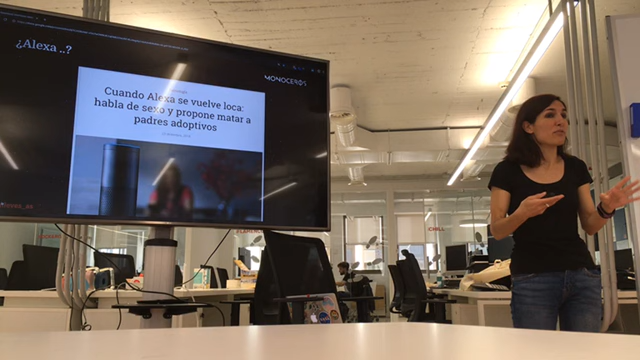 ¿Alexa ..?
MONOCEROS
Cuando Alexa se vuelve loca:
habla de sexo y propone matar a
padres adoptivos